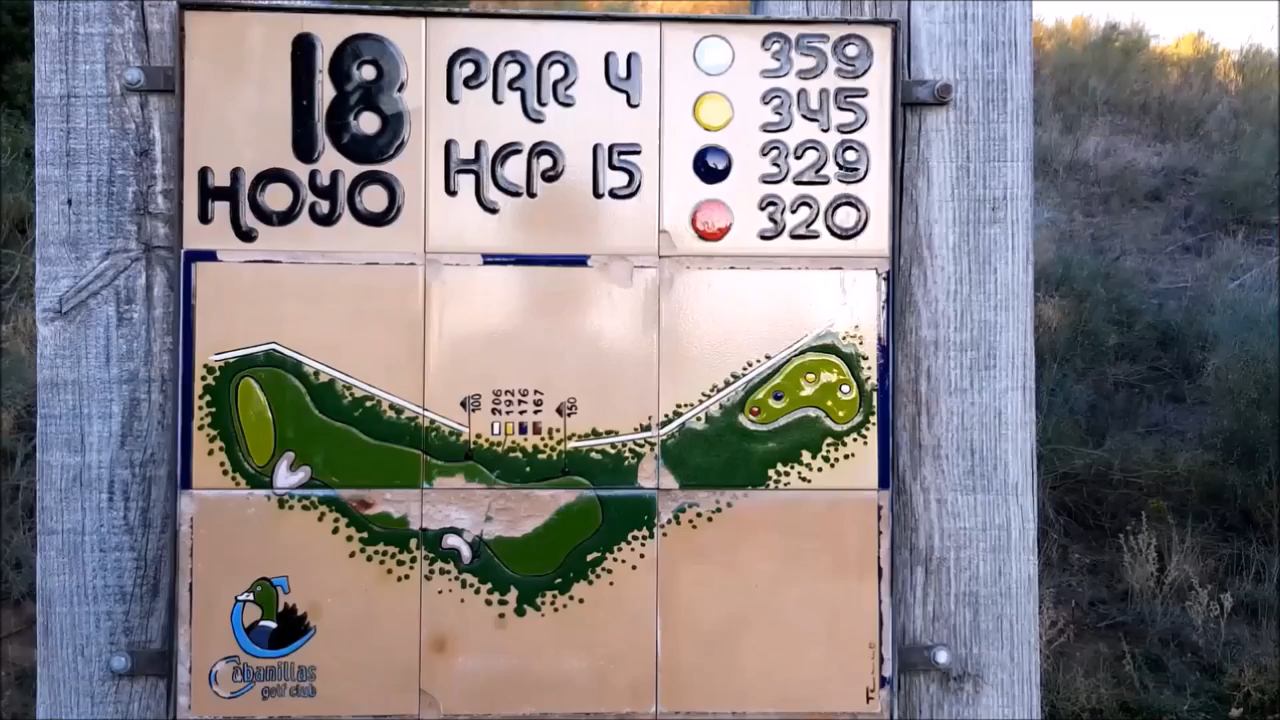 18
HOYO
PAR 4
HCP 15
359
345
329
320
100
206
192
176
167
150
Cabanillas
golf club